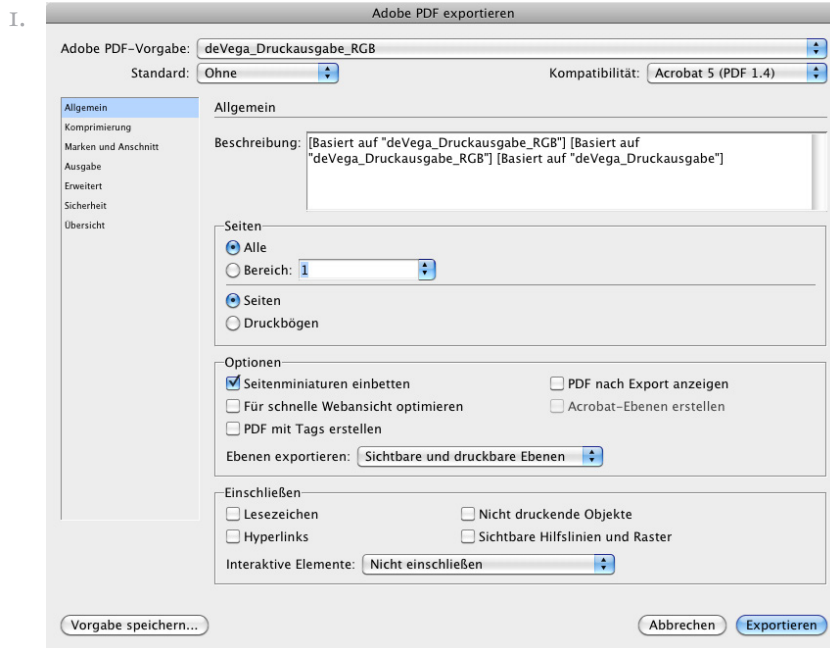 I.
Adobe PDF exportieren
Adobe PDF-Vorgabe: deVega_Druckausgabe_RGB
Standard: Ohne Kompatibilität: Acrobat 5 (PDF 1.4)
Allgemein
Komprimierung
Marken und Anschnitt
Ausgabe
Erweitert
Sicherheit
Übersicht
Allgemein
Beschreibung: [Basiert auf "deVega_Druckausgabe_RGB"] [Basiert auf
"deVega_Druckausgabe_RGB"] [Basiert auf "deVega_Druckausgabe"]
Seiten
Alle
Bereich: 1
Seiten
Druckbögen
Optionen
Seitenminiaturen einbetten PDF nach Export anzeigen
Für schnelle Webansicht optimieren Acrobat-Ebenen erstellen
PDF mit Tags erstellen
Ebenen exportieren: Sichtbare und druckbare Ebenen
Einschließen
Lesezeichen Nicht druckende Objekte
Hyperlinks Sichtbare Hilfslinien und Raster
Interaktive Elemente: Nicht einschließen
Vorgabe speichern... Abbrechen Exportieren